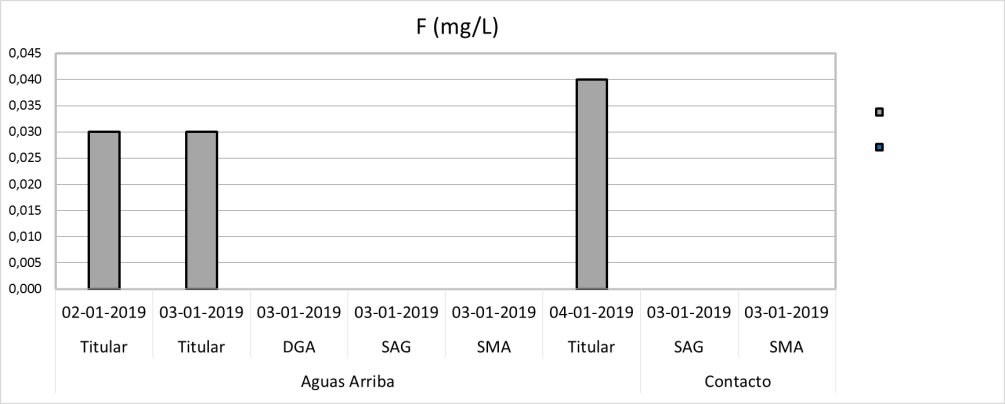 F (mg/L)
0,045
0,040
0,035
0,030
0,025
0,020
0,015
0,010
0,005
0,000
02-01-2019 03-01-2019 03-01-2019 03-01-2019 03-01-2019 04-01-2019 03-01-2019 03-01-2019
Titular Titular DGA SAG SMA Titular SAG SMA
Aguas Arriba Contacto